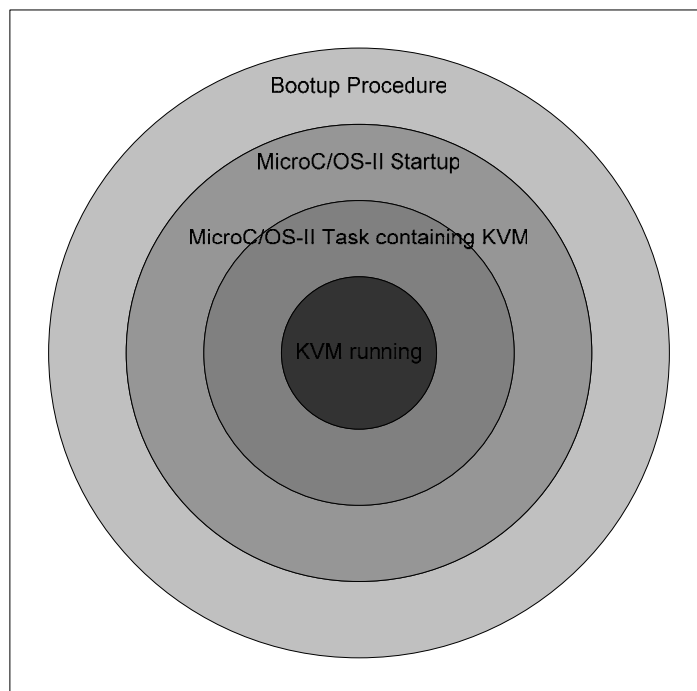 Bootup Procedure
MicroC/OS-II Startup
MicroC/OS-II Task containing KVM
KVM running